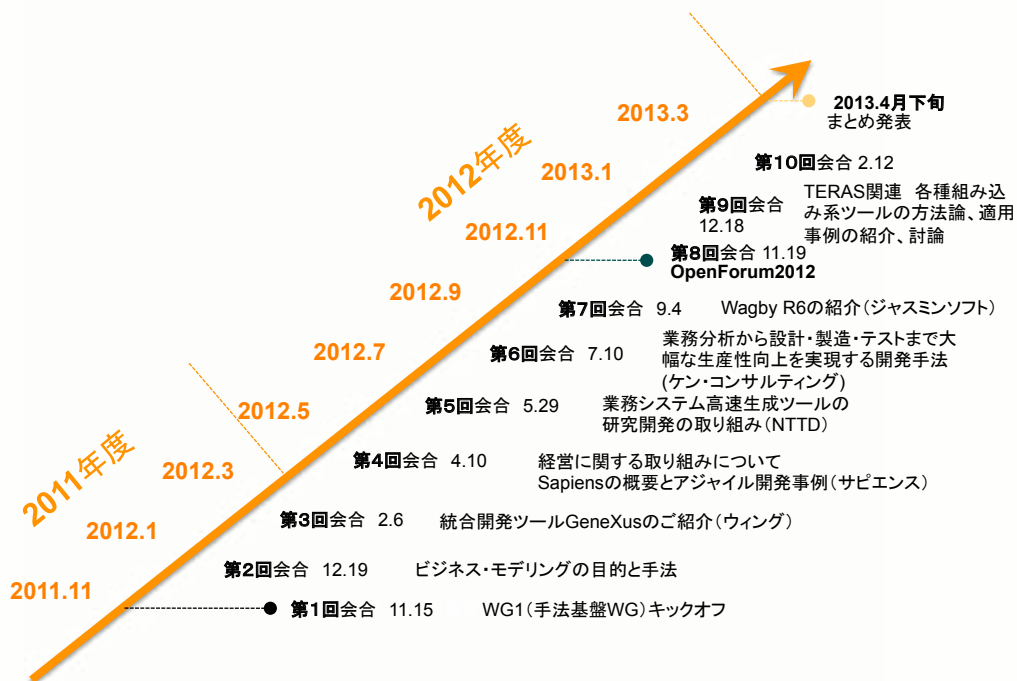 2013.4月下旬
まとめ発表
2013.3
2012年度
第10回会合 2.12
2013.1
第9回会合
12.18
TERAS関連 各種組み込
み系ツールの方法論、適用
事例の紹介、討論
2012.11
第8回会合 11.19
OpenForum2012
2012.9
第7回会合 9.4 Wagby R6の紹介(ジャスミンソフト)
2012.7
第6回会合 7.10 業務分析から設計・製造・テストまで大
幅な生産性向上を実現する開発手法
(ケン・コンサルティング)
2012.5
第5回会合 5.29 業務システム高速生成ツールの
研究開発の取り組み(NTTD)
2011年度
2012.3
第4回会合 4.10 経営に関する取り組みについて
Sapiensの概要とアジャイル開発事例(サピエンス)
2012.1
第3回会合 2.6 統合開発ツールGeneXusのご紹介(ウィング)
第2回会合 12.19 ビジネス・モデリングの目的と手法
2011.11
第1回会合 11.15 WG1(手法基盤WG)キックオフ